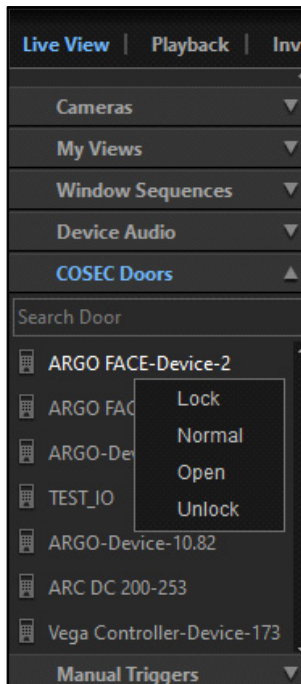 Live View | Playback | Inv
Cameras
My Views
Window Sequences
Device Audio
COSEC Doors
Search Door
ARGO FACE-Device-2
Lock
ARGO FAC
Normal
ARGO-De
Open
TEST_IO
Unlock
ARGO-Device-10.82
ARC DC 200-253
Vega Controller-Device-173
Manual Triggers